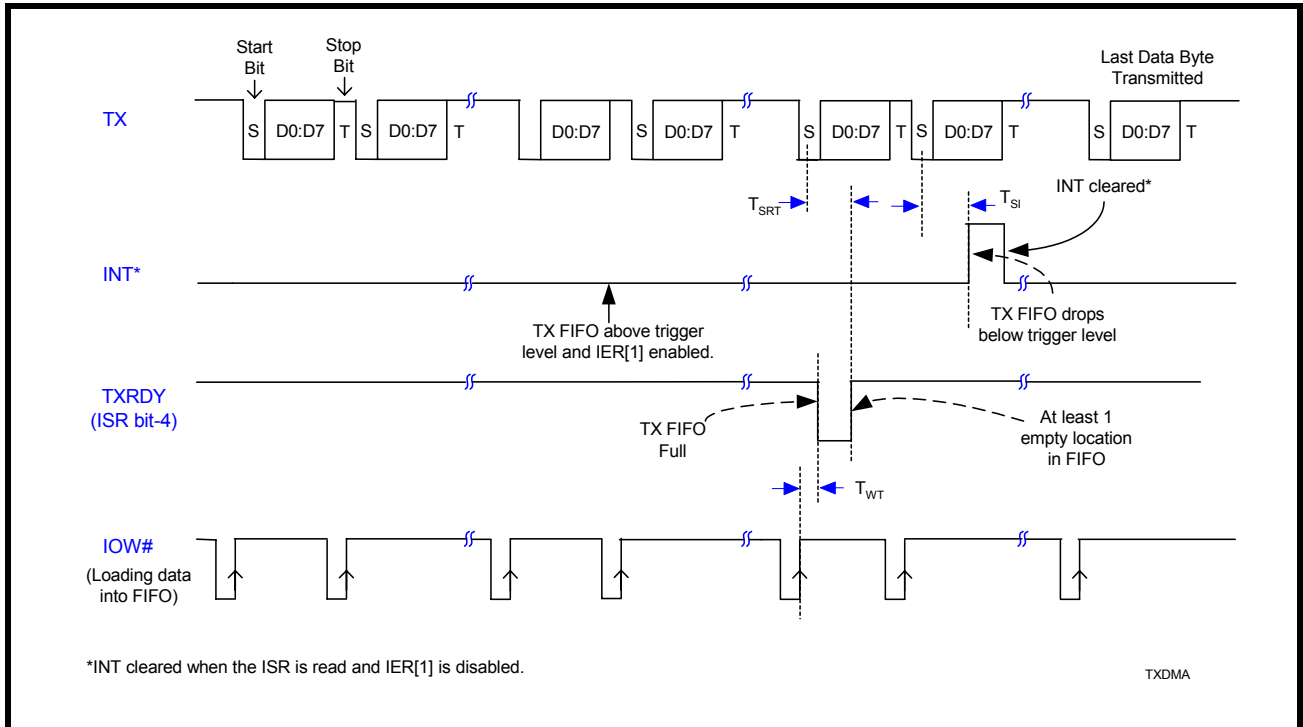 Start
Bit
Stop
Bit
Last Data Byte
Transmitted
TX
S D0:D7 T S D0:D7 T D0:D7 S D0:D7 T S D0:D7 T S D0:D7 T S D0:D7 T
INT cleared*
TSRT
TSI
INT*
TX FIFO above trigger
level and IER[1] enabled.
TX FIFO drops
below trigger level
TXRDY
(ISR bit-4)
TX FIFO
Full
At least 1
empty location
in FIFO
TWT
IOW#
(Loading data
into FIFO)
*INT cleared when the ISR is read and IER[1] is disabled.
TXDMA